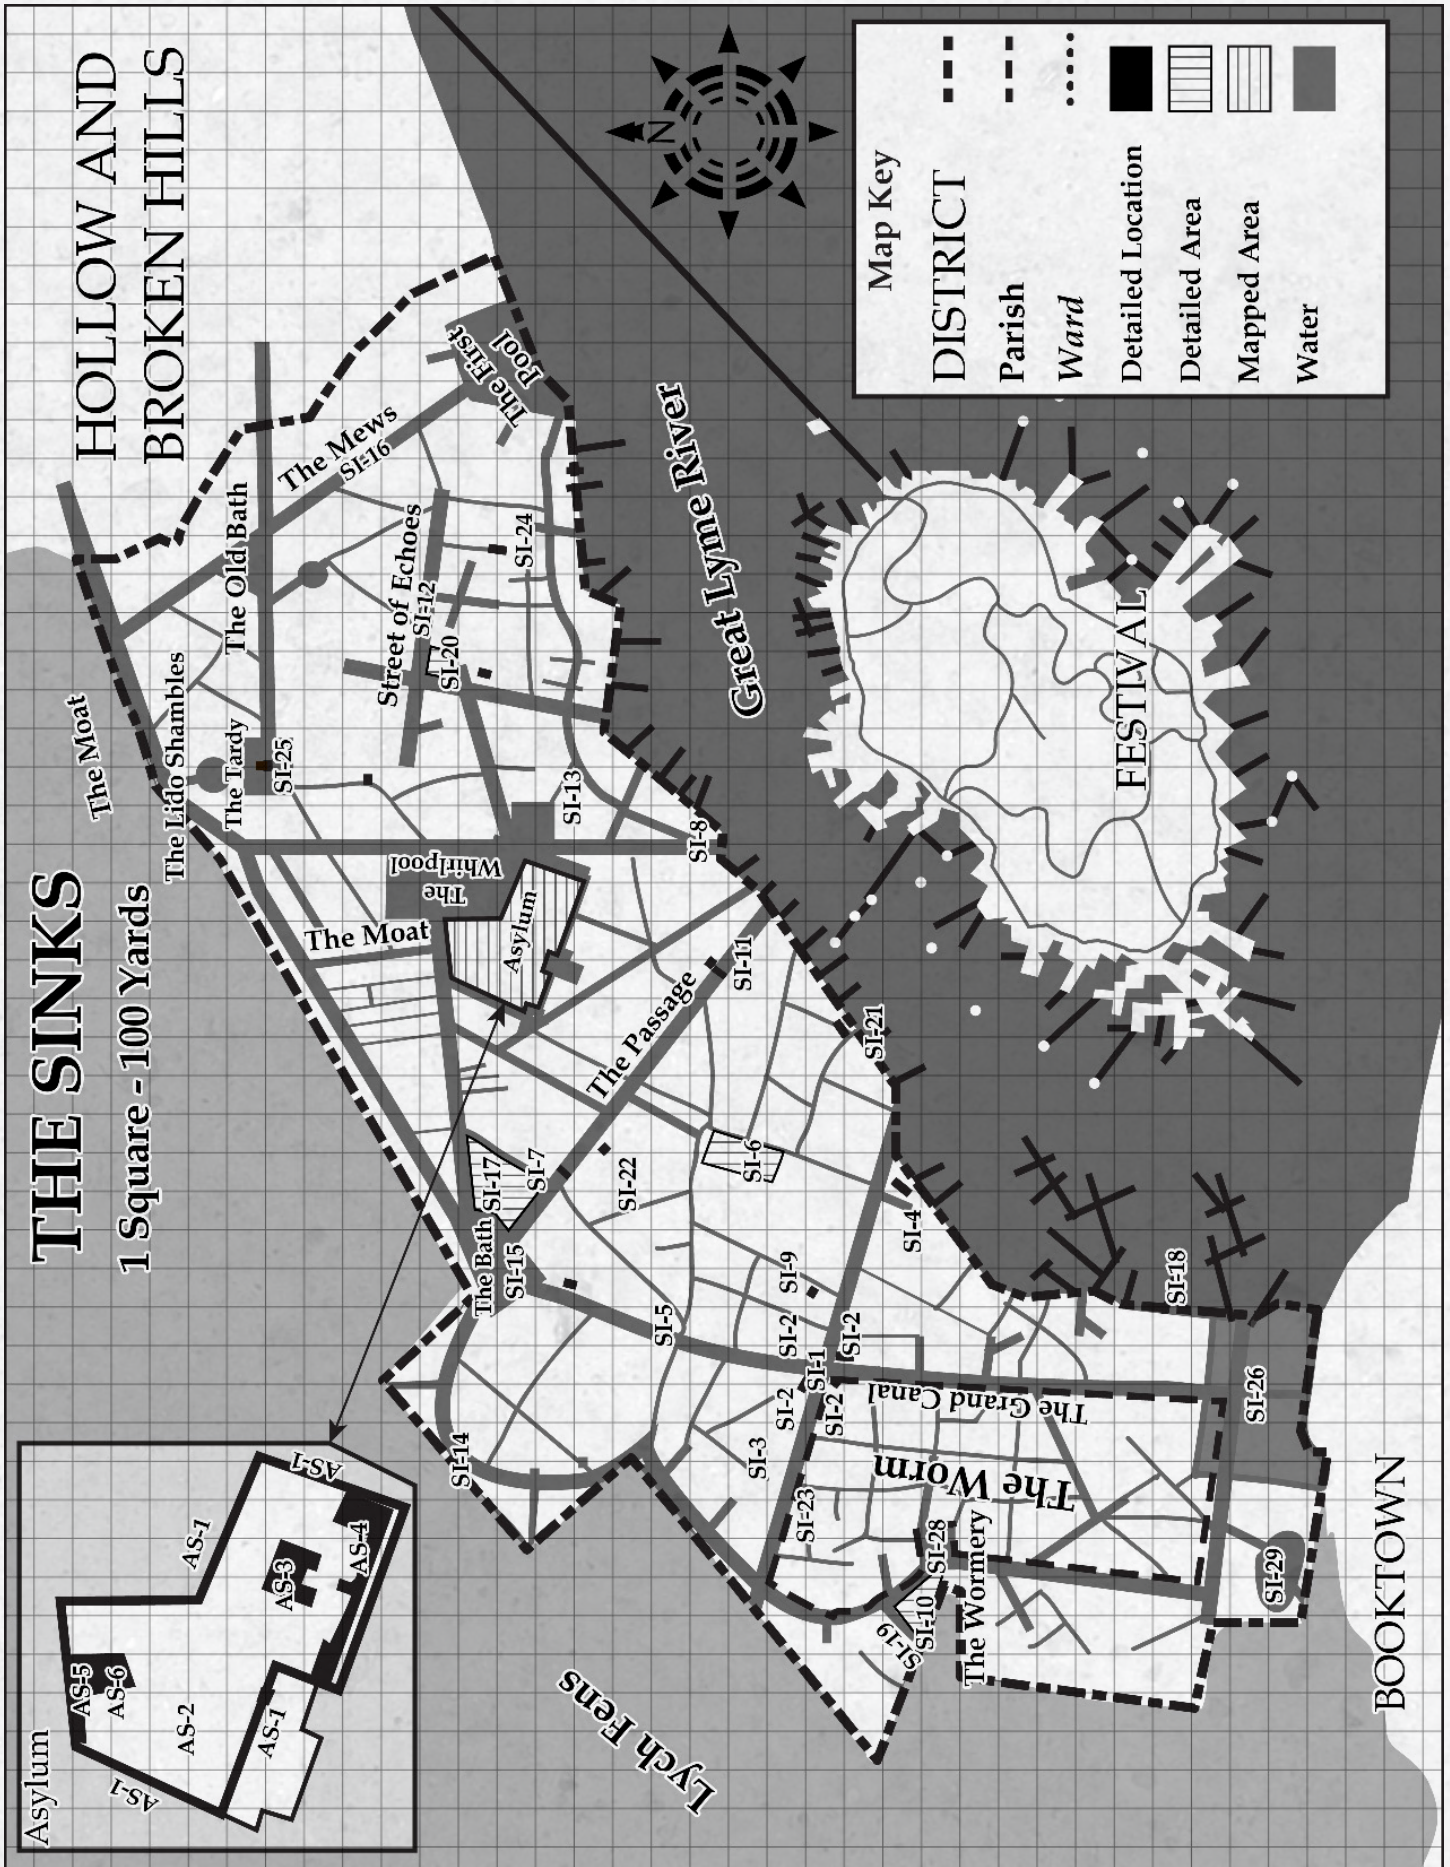 THE SINKS
1 Square - 100 Yards
HOLLOW AND
BROKEN HILLS
N
Map Key
DISTRICT
Parish
Ward
Detailed Location
Detailed Area
Mapped Area
Water
The Moat
The Lido Shambles
The Tardy
SI-25
The Old Bath
The Mews
SI-16
The First
Pool
Street of Echoes
SI-12
SI-20
SI-24
SI-13
SI-8
The
Whirlpool
The Moat
Asylum
The Passage
SI-11
SI-21
Great Lyme River
FESTIVAL
SI-17
SI-7
SI-22
SI-6
The Bath
SI-15
SI-5
SI-9
SI-4
SI-18
SI-2
SI-2
SI-1
SI-2
SI-2
SI-3
SI-14
The Grand Canal
The Worm
SI-23
SI-28
SI-10
SI-19
The Wormery
SI-26
SI-29
Lych Fens
BOOKTOWN
Asylum
AS-1
AS-1
AS-3
AS-4
AS-5
AS-6
AS-2
AS-1
AS-1